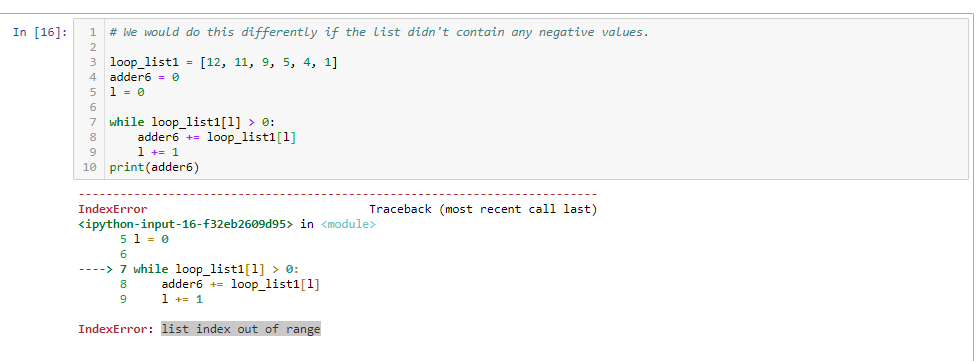 In [16]:
1 # We would do this differently if the list didn't contain any negative values.
2
3 loop_list1 = [12, 11, 9, 5, 4, 1]
4 adder6 = 0
5 l = 0
6
7 while loop_list1[l] > 0:
8     adder6 += loop_list1[l]
9     l += 1
10 print(adder6)
---------------------------------------------------------------------------
IndexError                                Traceback (most recent call last)
<ipython-input-16-f32eb2609d95> in <module>
      5 l = 0
      6
----> 7 while loop_list1[l] > 0:
      8     adder6 += loop_list1[l]
      9     l += 1
IndexError: list index out of range